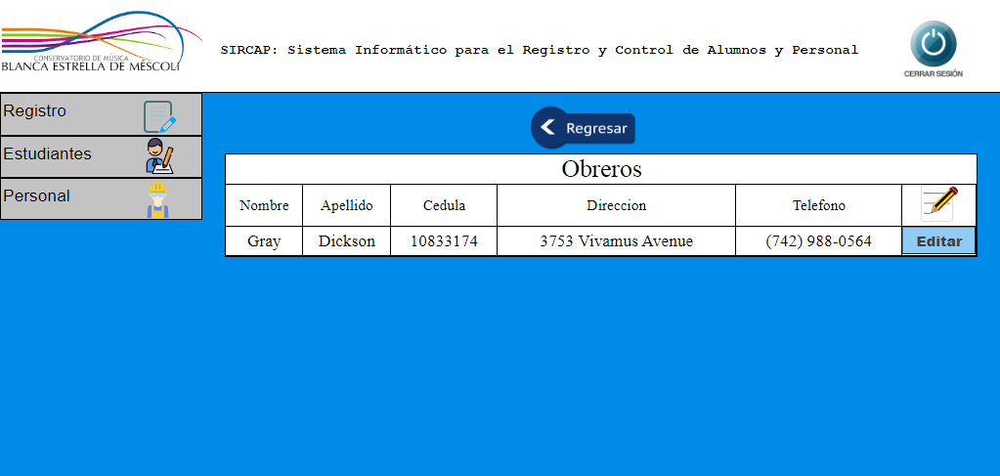 CONSERVATORIO DE MÚSICA
BLANCA ESTRELLA DE MÉSCOLI
SIRCAP: Sistema Informático para el Registro y Control de Alumnos y Personal
CERRAR SESIÓN
Registro
Estudiantes
Personal
Regresar
Obreros
Nombre Apellido Cedula Direccion Telefono
Gray Dickson 10833174 3753 Vivamus Avenue (742) 988-0564 Editar